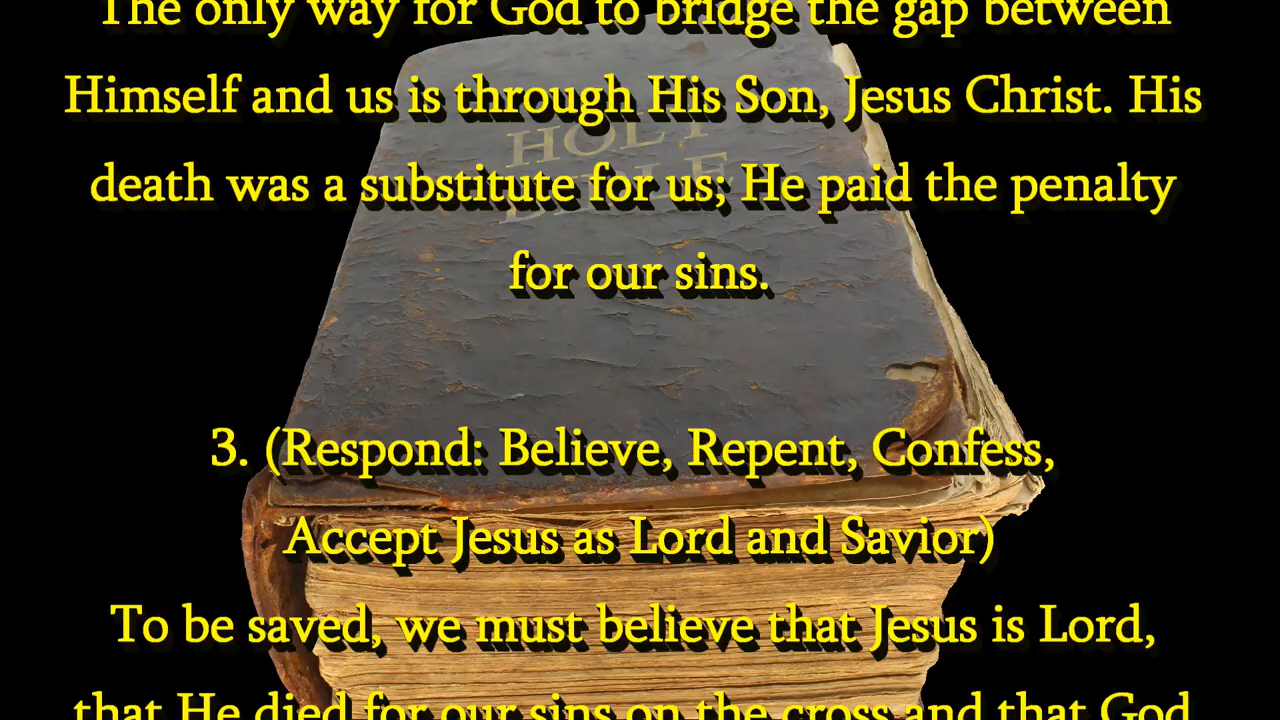 The only way for God to bridge the gap between
Himself and us is through His Son, Jesus Christ. His
HOLY
death was a substitute for us; He paid the penalty
BIBLE
for our sins.
3. (Respond: Believe, Repent, Confess,
Accept Jesus as Lord and Savior)
To be saved, we must believe that Jesus is Lord,
that He died for our sins on the cross and that God